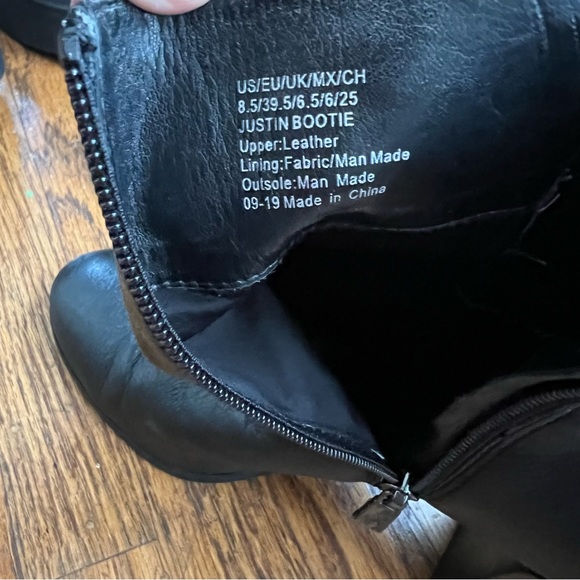 US/EU/UK/MX/CH
8.5/39.5/6.5/6/25
JUSTIN BOOTIE
Upper:Leather
Lining:Fabric/Man Made
Outsole:Man Made
09-19 Made in China